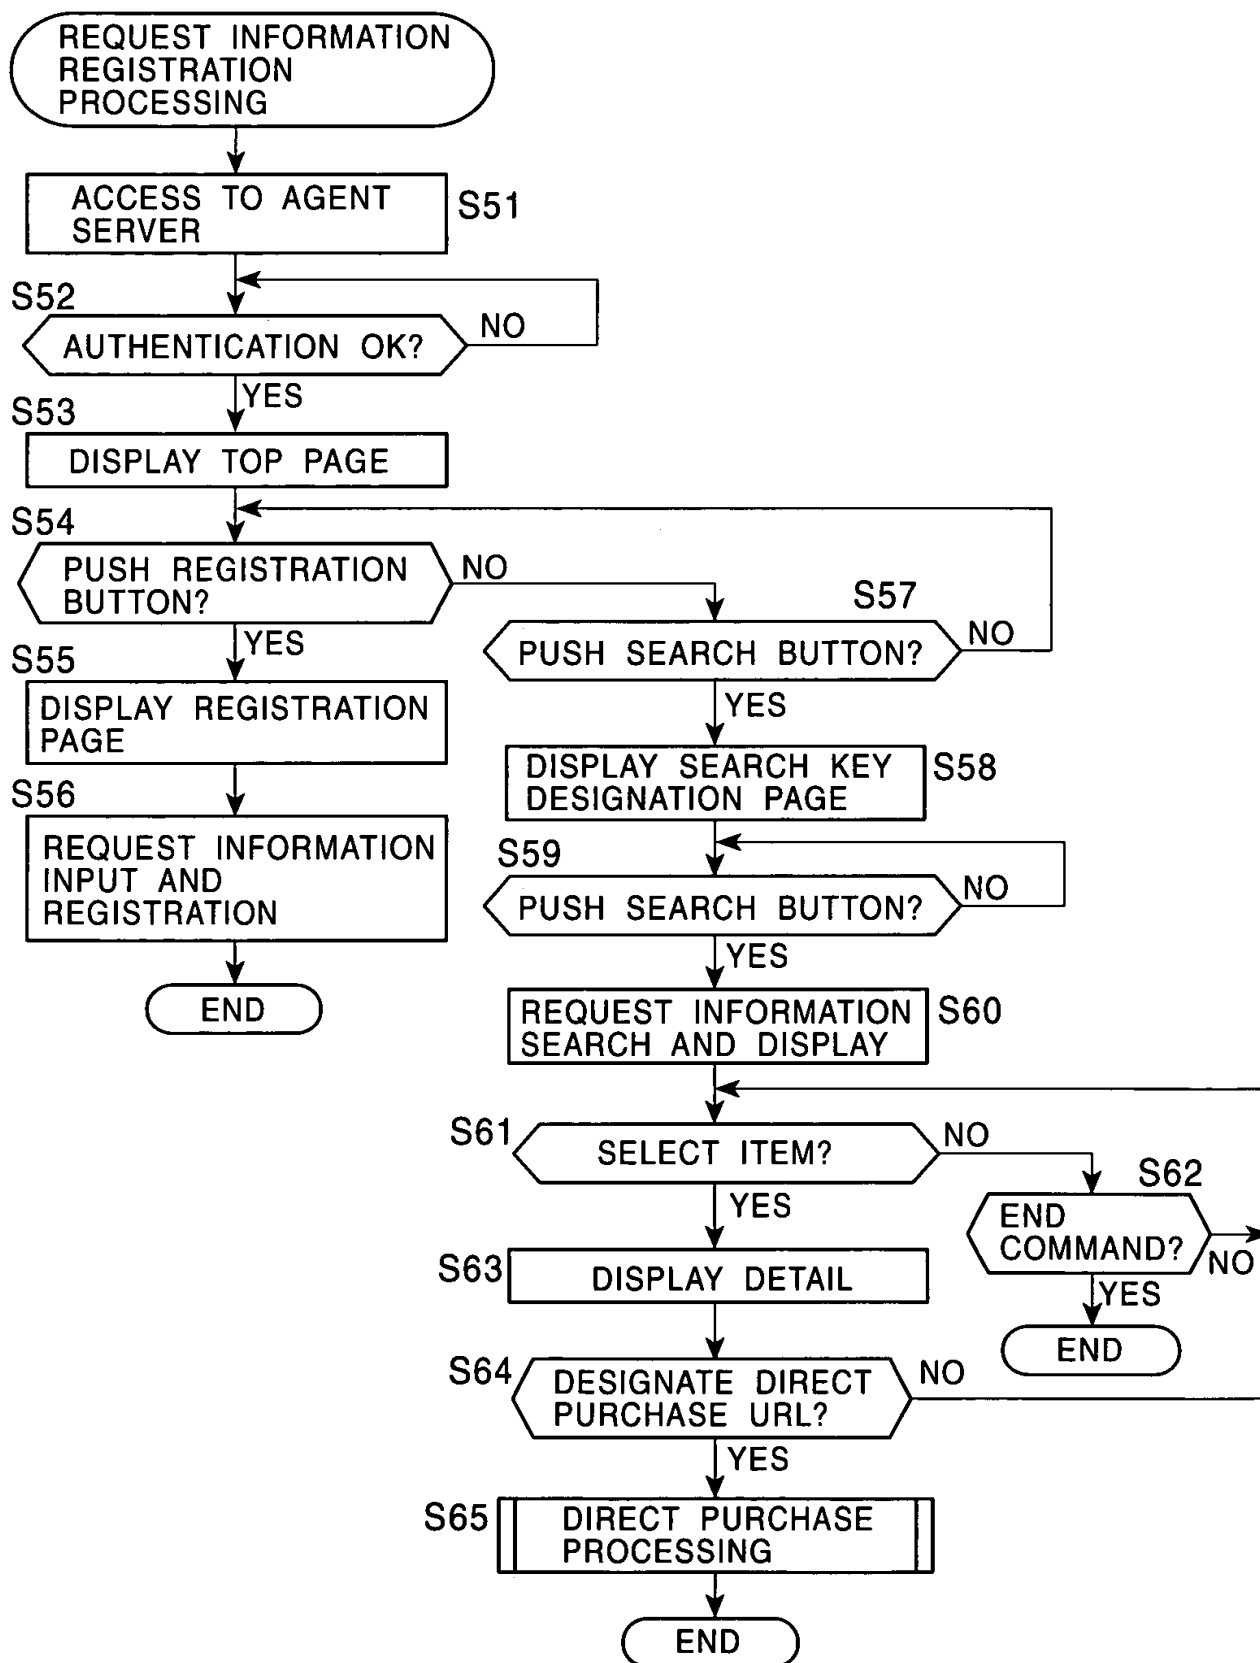 REQUEST INFORMATION
REGISTRATION
PROCESSING
ACCESS TO AGENT
SERVER
S51
S52
AUTHENTICATION OK?
NO
YES
S53
DISPLAY TOP PAGE
S54
PUSH REGISTRATION
BUTTON?
NO
YES
S55
DISPLAY REGISTRATION
PAGE
S56
REQUEST INFORMATION
INPUT AND
REGISTRATION
END
S57
PUSH SEARCH BUTTON?
NO
YES
DISPLAY SEARCH KEY
DESIGNATION PAGE
S58
S59
PUSH SEARCH BUTTON?
NO
YES
REQUEST INFORMATION
SEARCH AND DISPLAY
S60
S61
SELECT ITEM?
NO
YES
S62
END
COMMAND?
NO
YES
END
S63
DISPLAY DETAIL
S64
DESIGNATE DIRECT
PURCHASE URL?
NO
YES
S65
DIRECT PURCHASE
PROCESSING
END